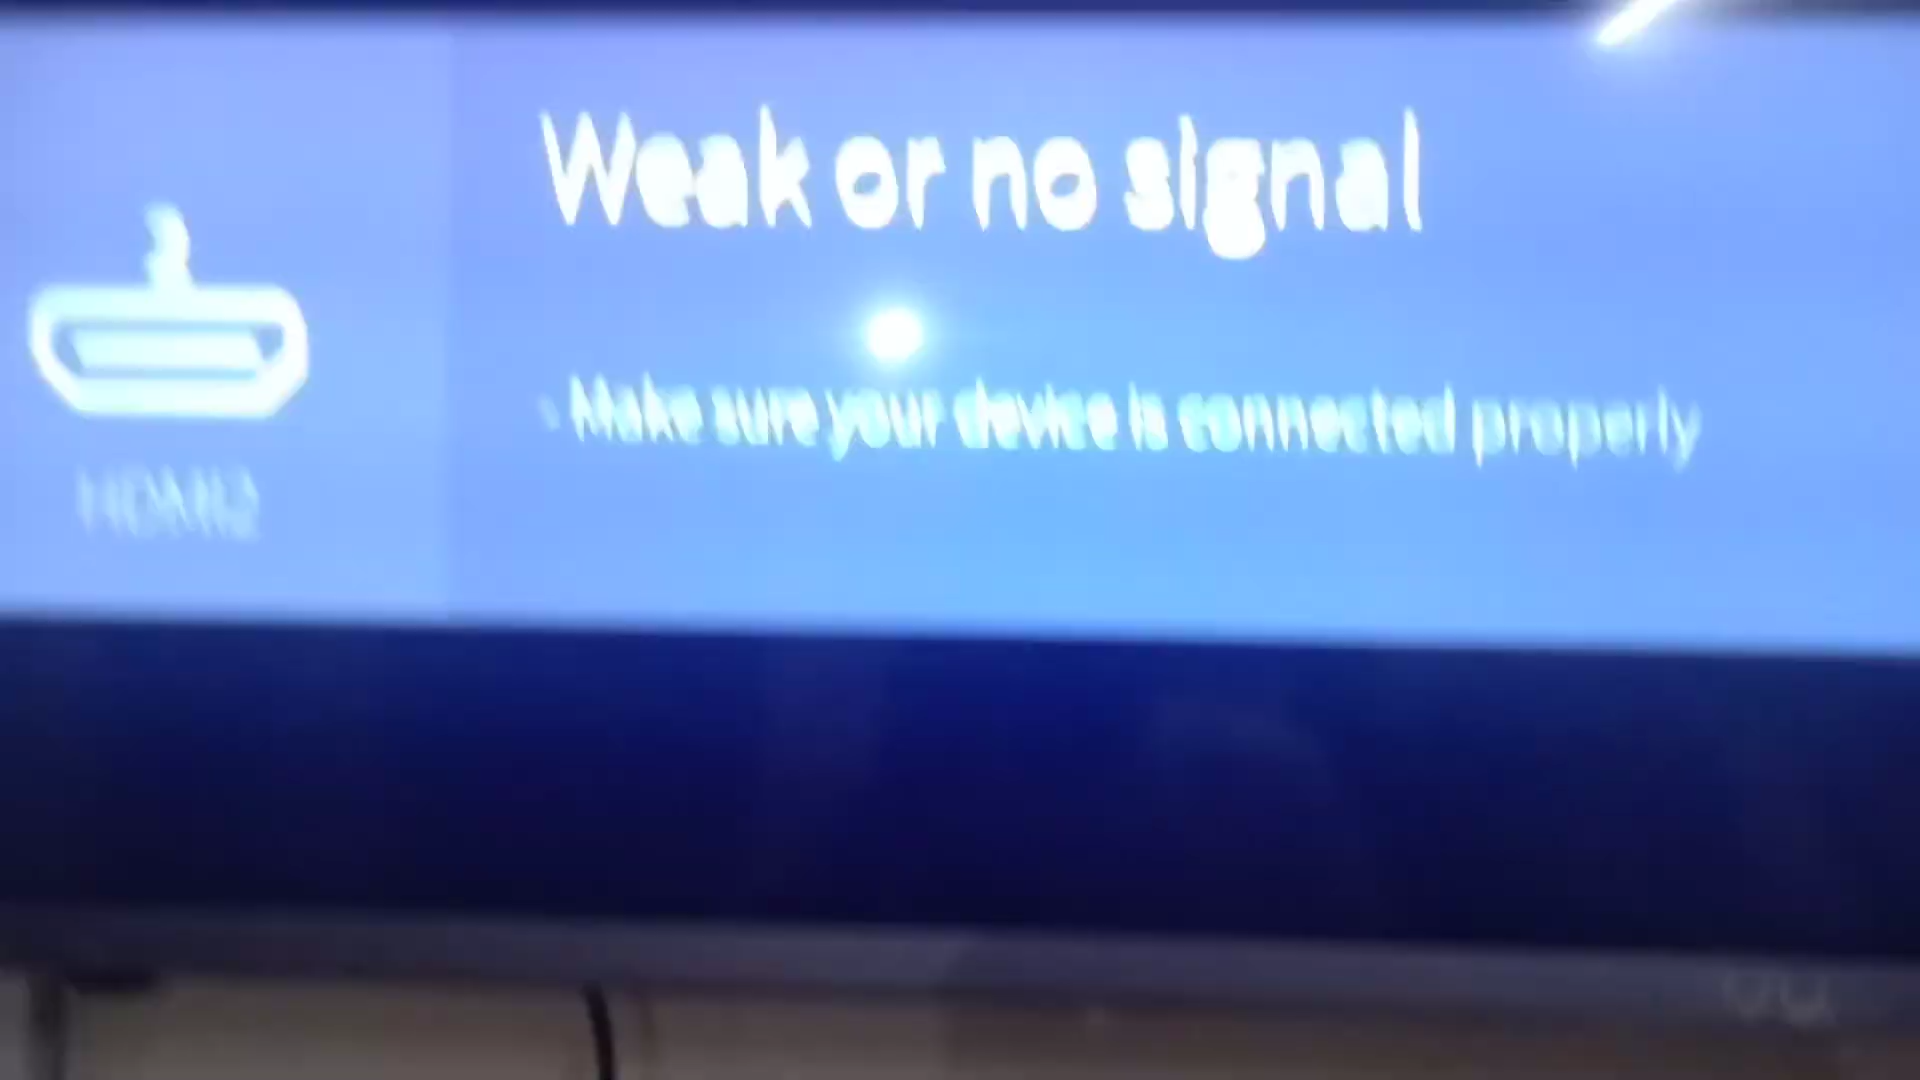 Weak or no signal
· Make sure your device is connected properly
HDMI2